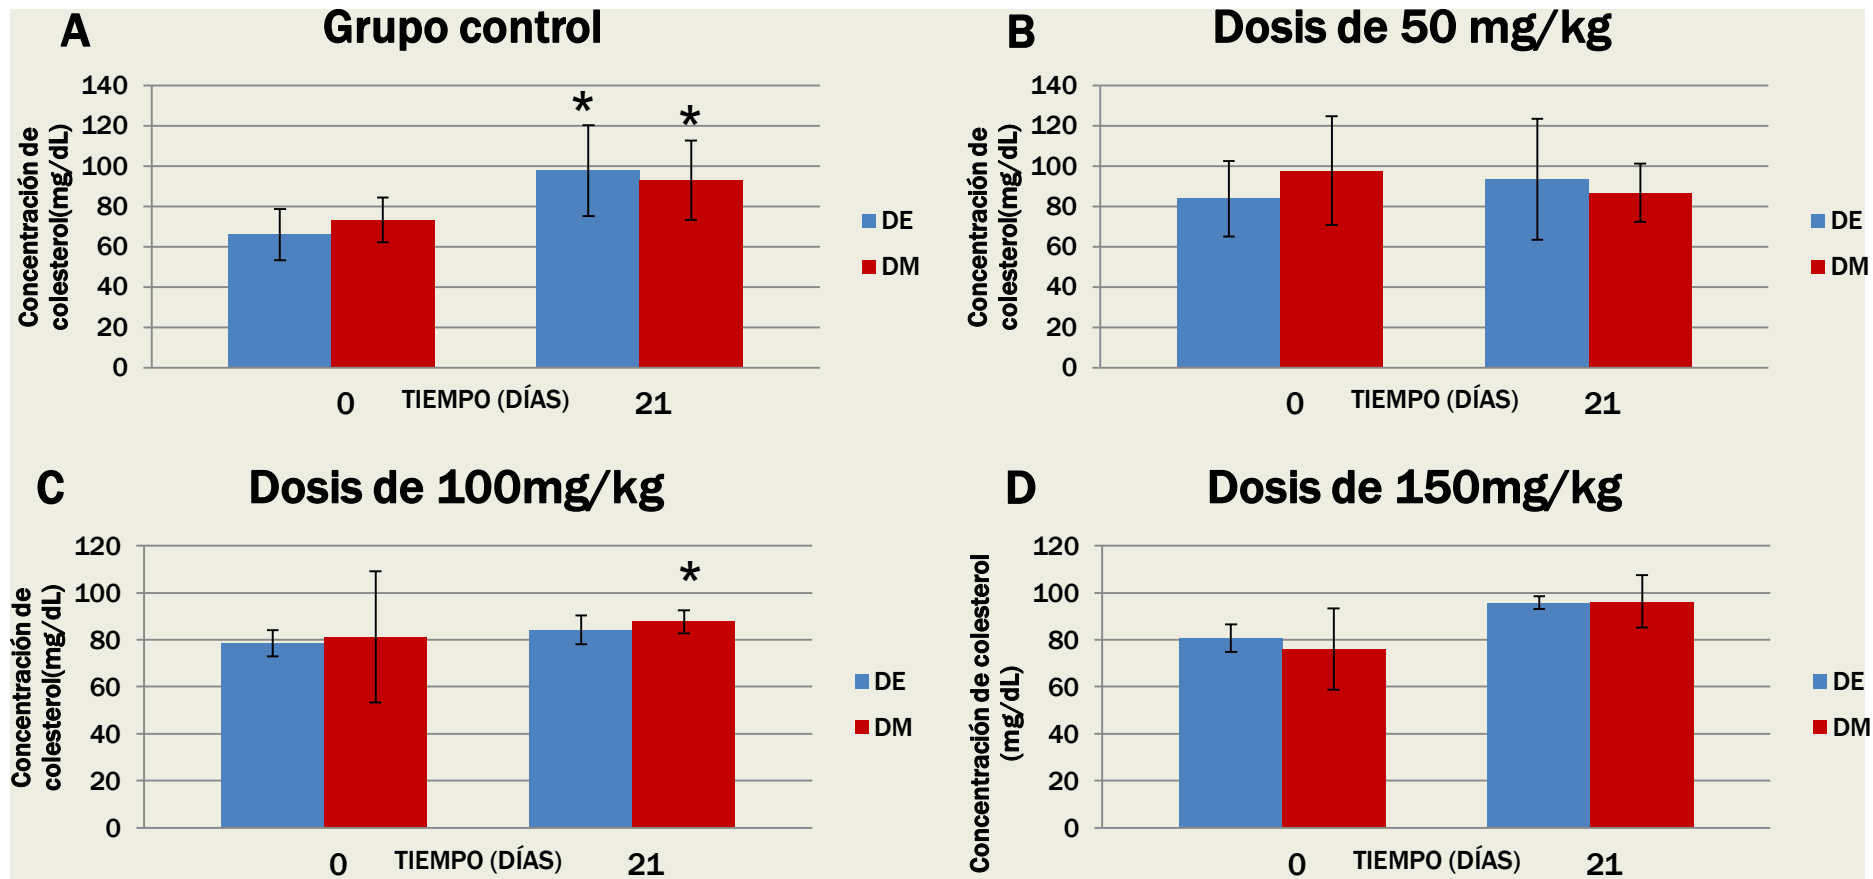 A
Grupo control
Concentración de
colesterol(mg/dL)
140
120
100
80
60
40
20
0
*
*
DE
DM
0
TIEMPO (DÍAS)
21
B
Dosis de 50 mg/kg
Concentración de
colesterol(mg/dL)
140
120
100
80
60
40
20
0
DE
DM
0
TIEMPO (DÍAS)
21
C
Dosis de 100mg/kg
Concentración de
colesterol(mg/dL)
120
100
80
60
40
20
0
*
DE
DM
0
TIEMPO (DÍAS)
21
D
Dosis de 150mg/kg
Concentración de colesterol
(mg/dL)
120
100
80
60
40
20
0
DE
DM
0
TIEMPO (DÍAS)
21